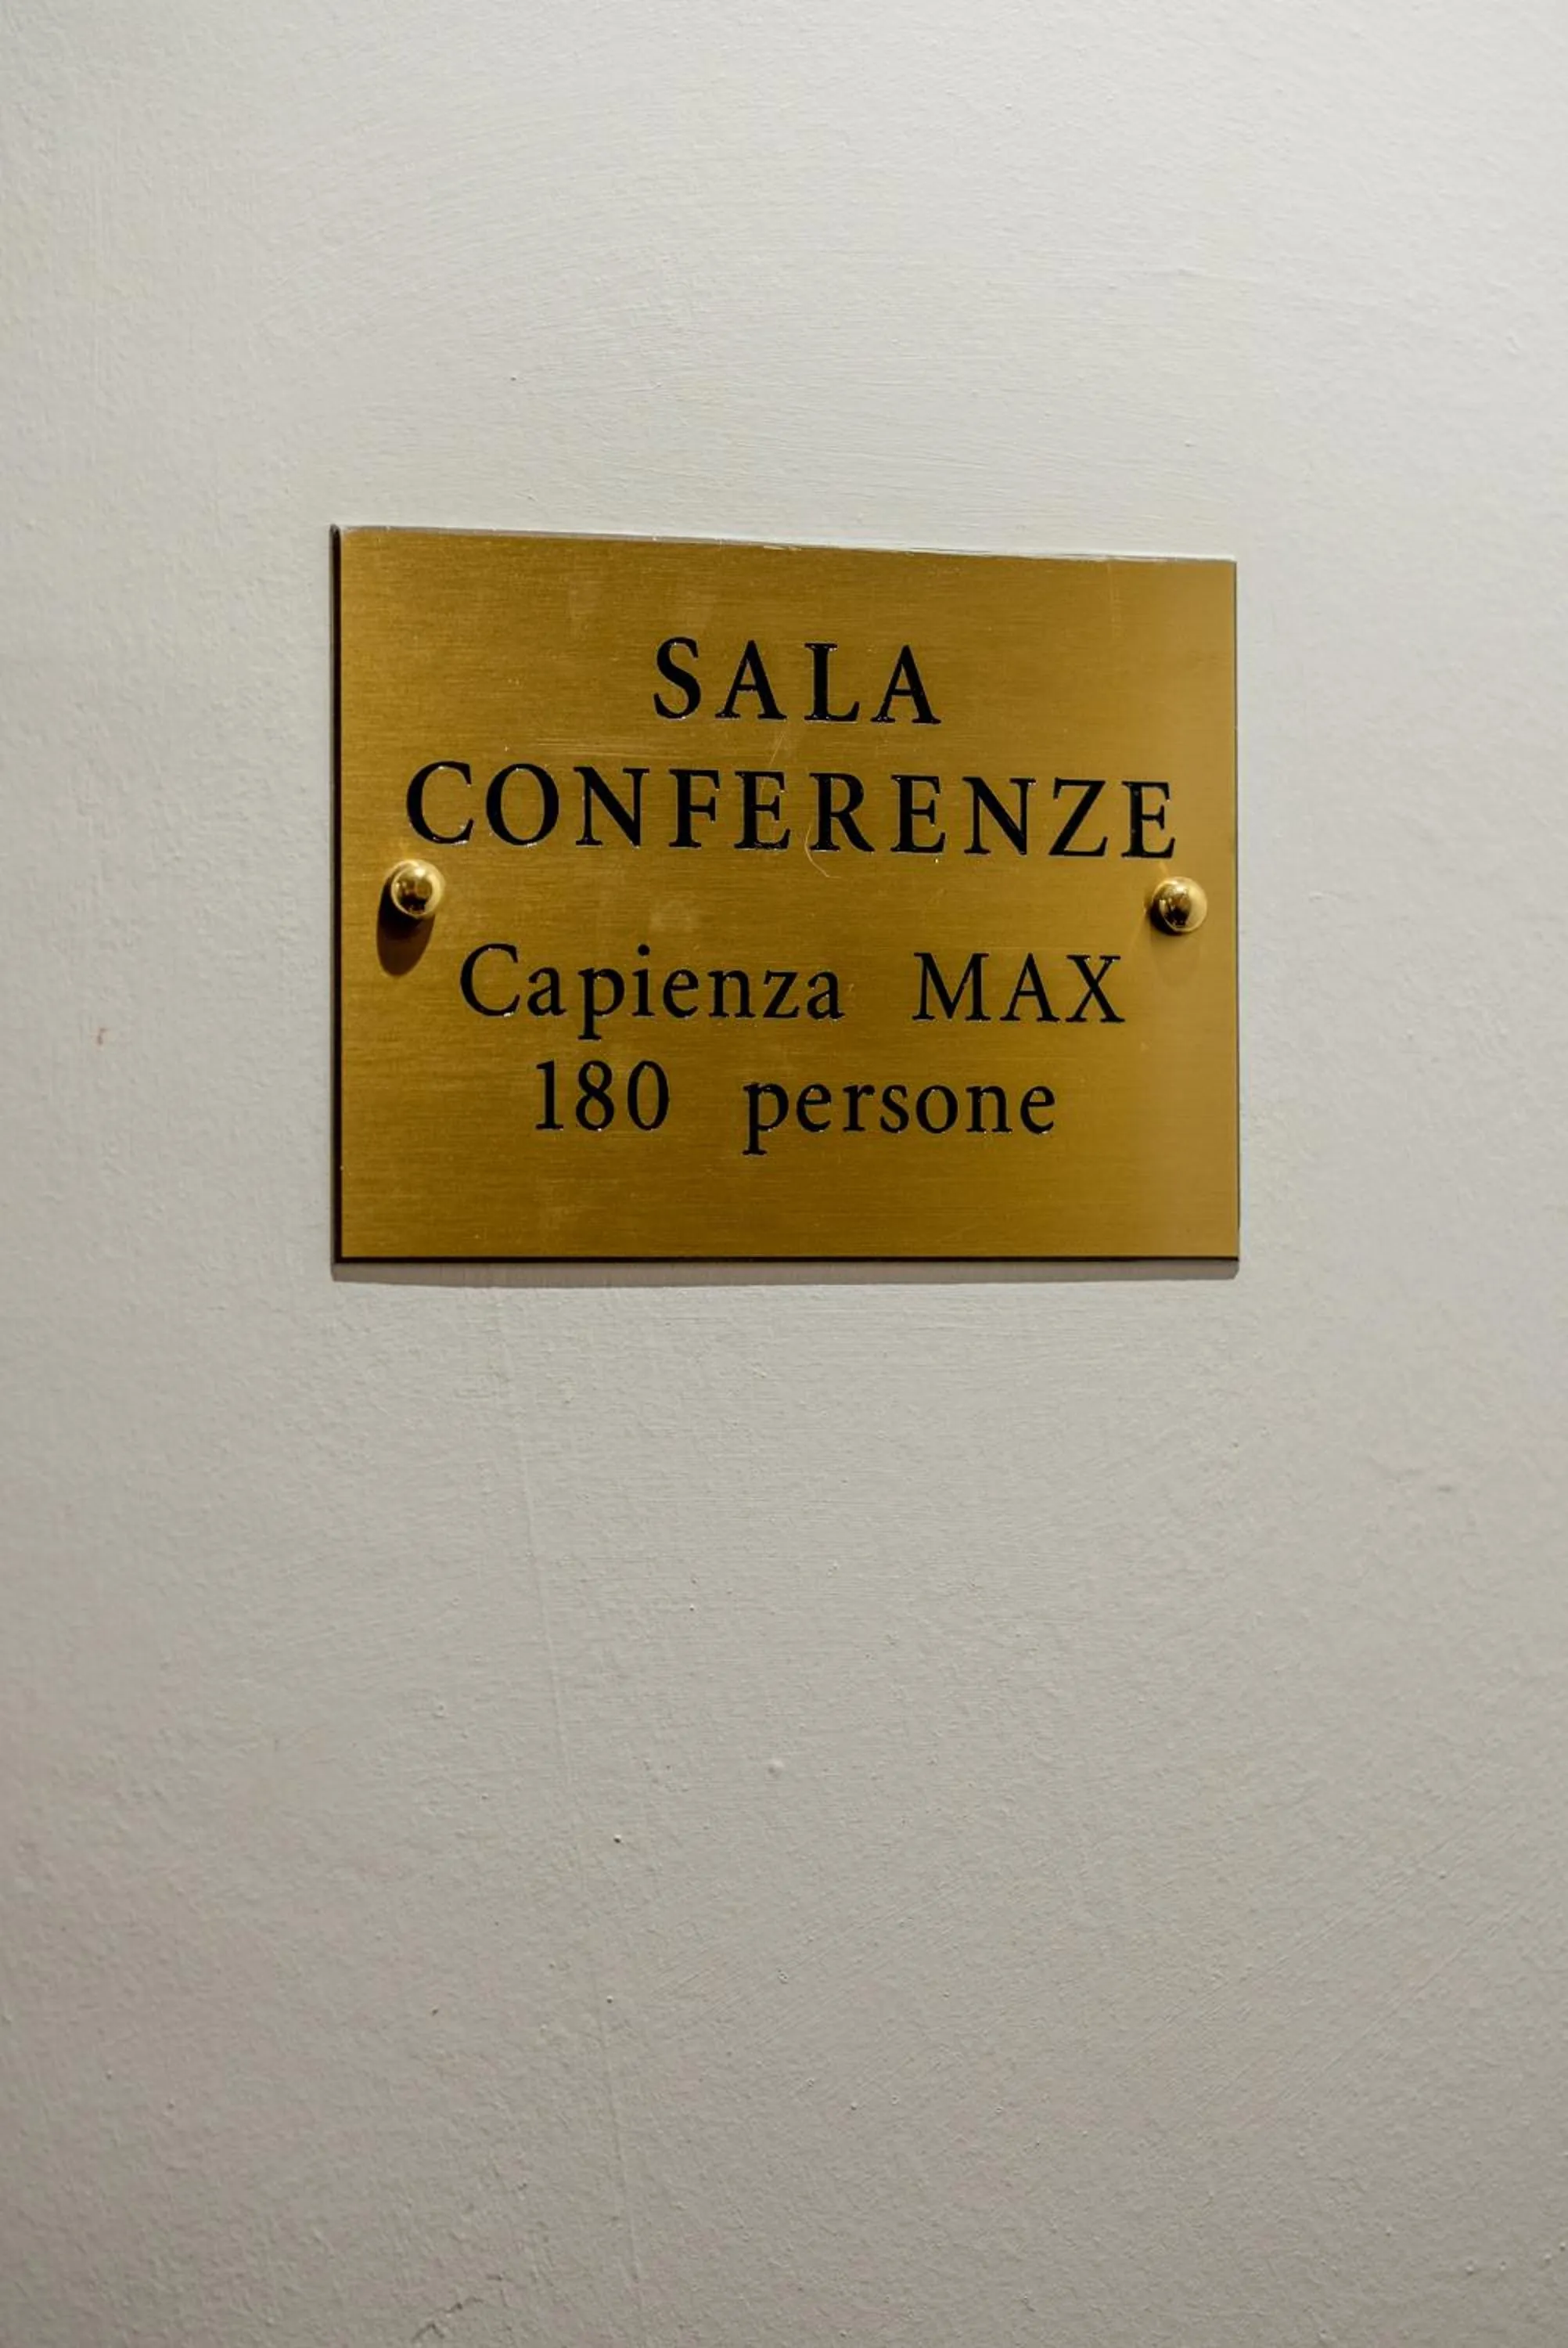 SALA
CONFERENZE
Capienza MAX
180 persone